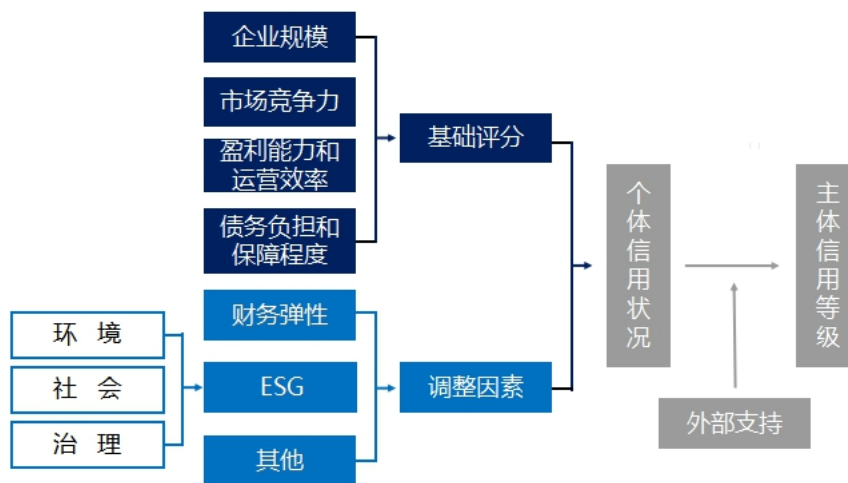 企业规模
市场竞争力
盈利能力和
运营效率
债务负担和
保障程度
基础评分
财务弹性
环 境
社 会
治 理
ESG
其他
调整因素
个体信用状况
主体信用等级
外部支持